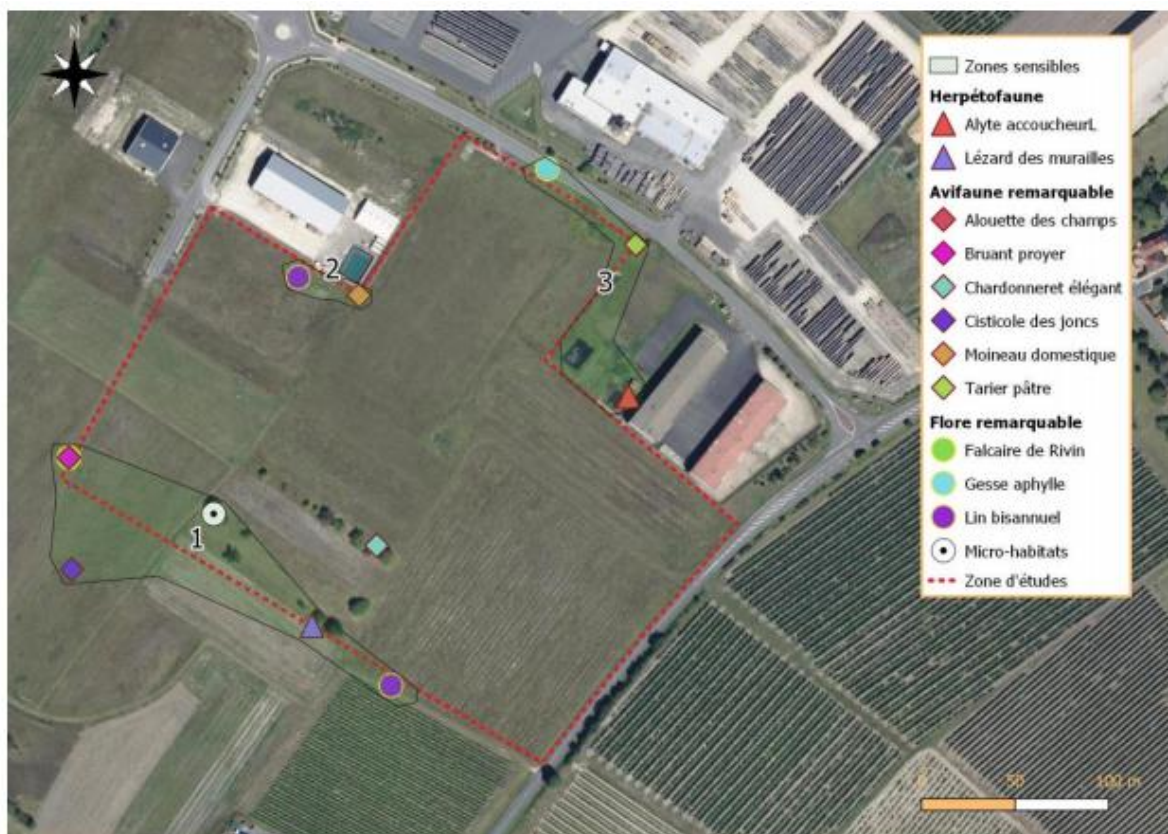 N
Zones sensibles
Herpétofaune
Alyte accoucheurL
Lézard des murailles
Avifaune remarquable
Alouette des champs
Bruant proyer
Chardonneret élégant
Cisticole des joncs
Moineau domestique
Tarier pâtre
Flore remarquable
Falcaire de Rivin
Gesse aphylle
Lin bisannuel
Micro-habitats
Zone d'études
2
3
1
0 50 100 m